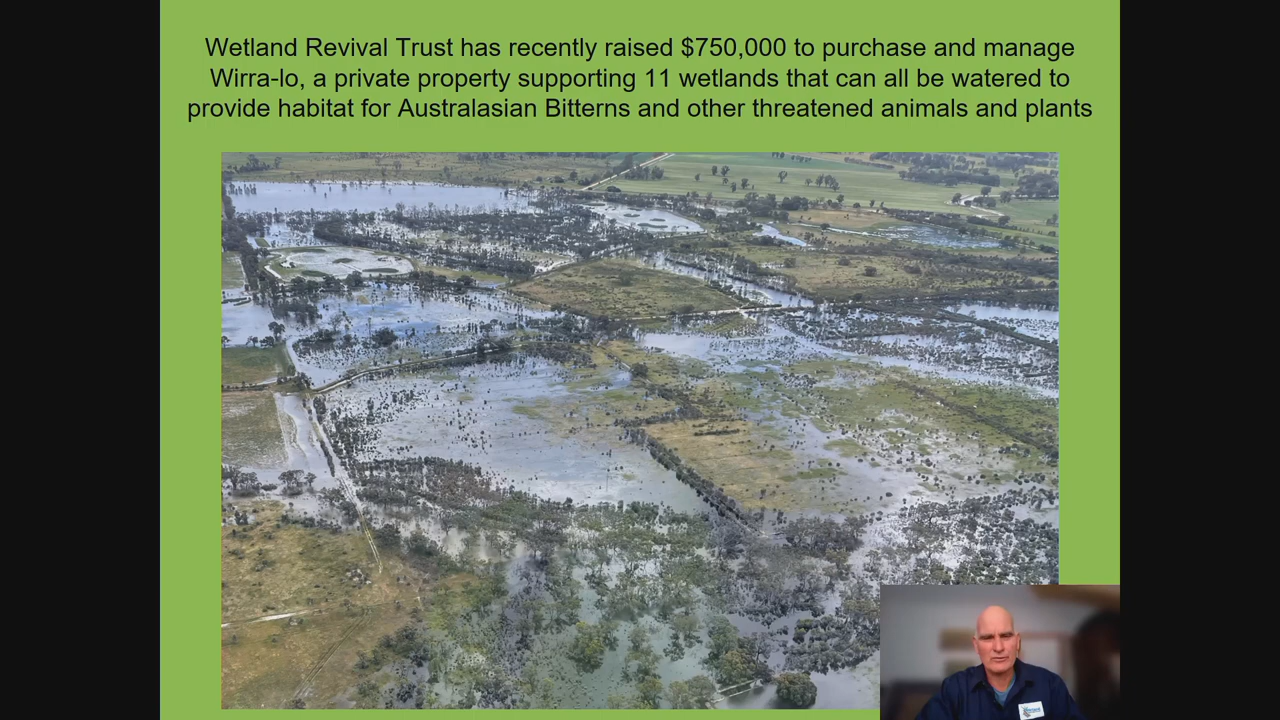 Wetland Revival Trust has recently raised $750,000 to purchase and manage
Wirra-lo, a private property supporting 11 wetlands that can all be watered to
provide habitat for Australasian Bitterns and other threatened animals and plants